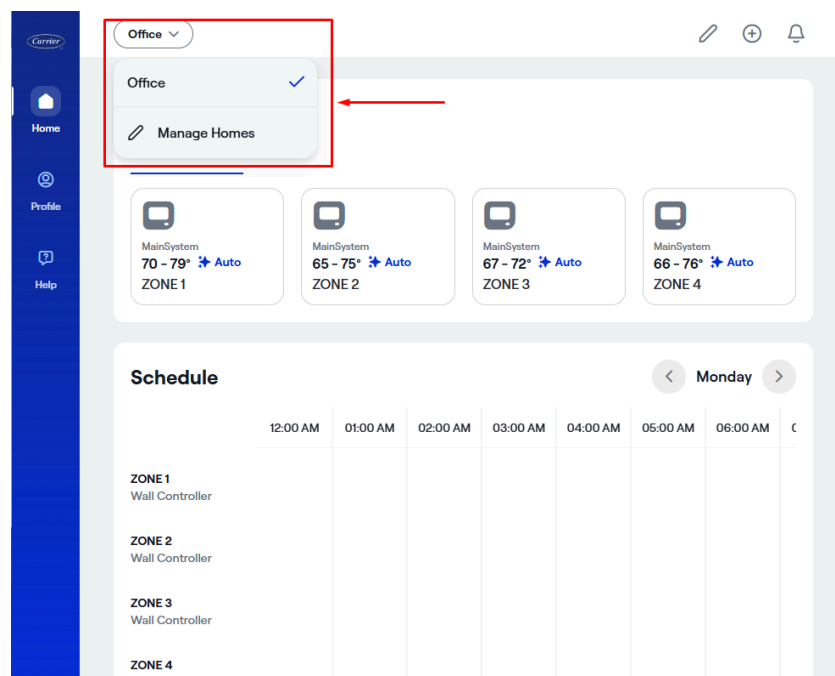 Carrier
Office
Office
Manage Homes
Home
Profile
Help
MainSystem
70 - 79° Auto
ZONE 1
MainSystem
65 - 75° Auto
ZONE 2
MainSystem
67 - 72° Auto
ZONE 3
MainSystem
66 - 76° Auto
ZONE 4
Schedule
Monday
12:00 AM 01:00 AM 02:00 AM 03:00 AM 04:00 AM 05:00 AM 06:00 AM
ZONE 1
Wall Controller
ZONE 2
Wall Controller
ZONE 3
Wall Controller
ZONE 4